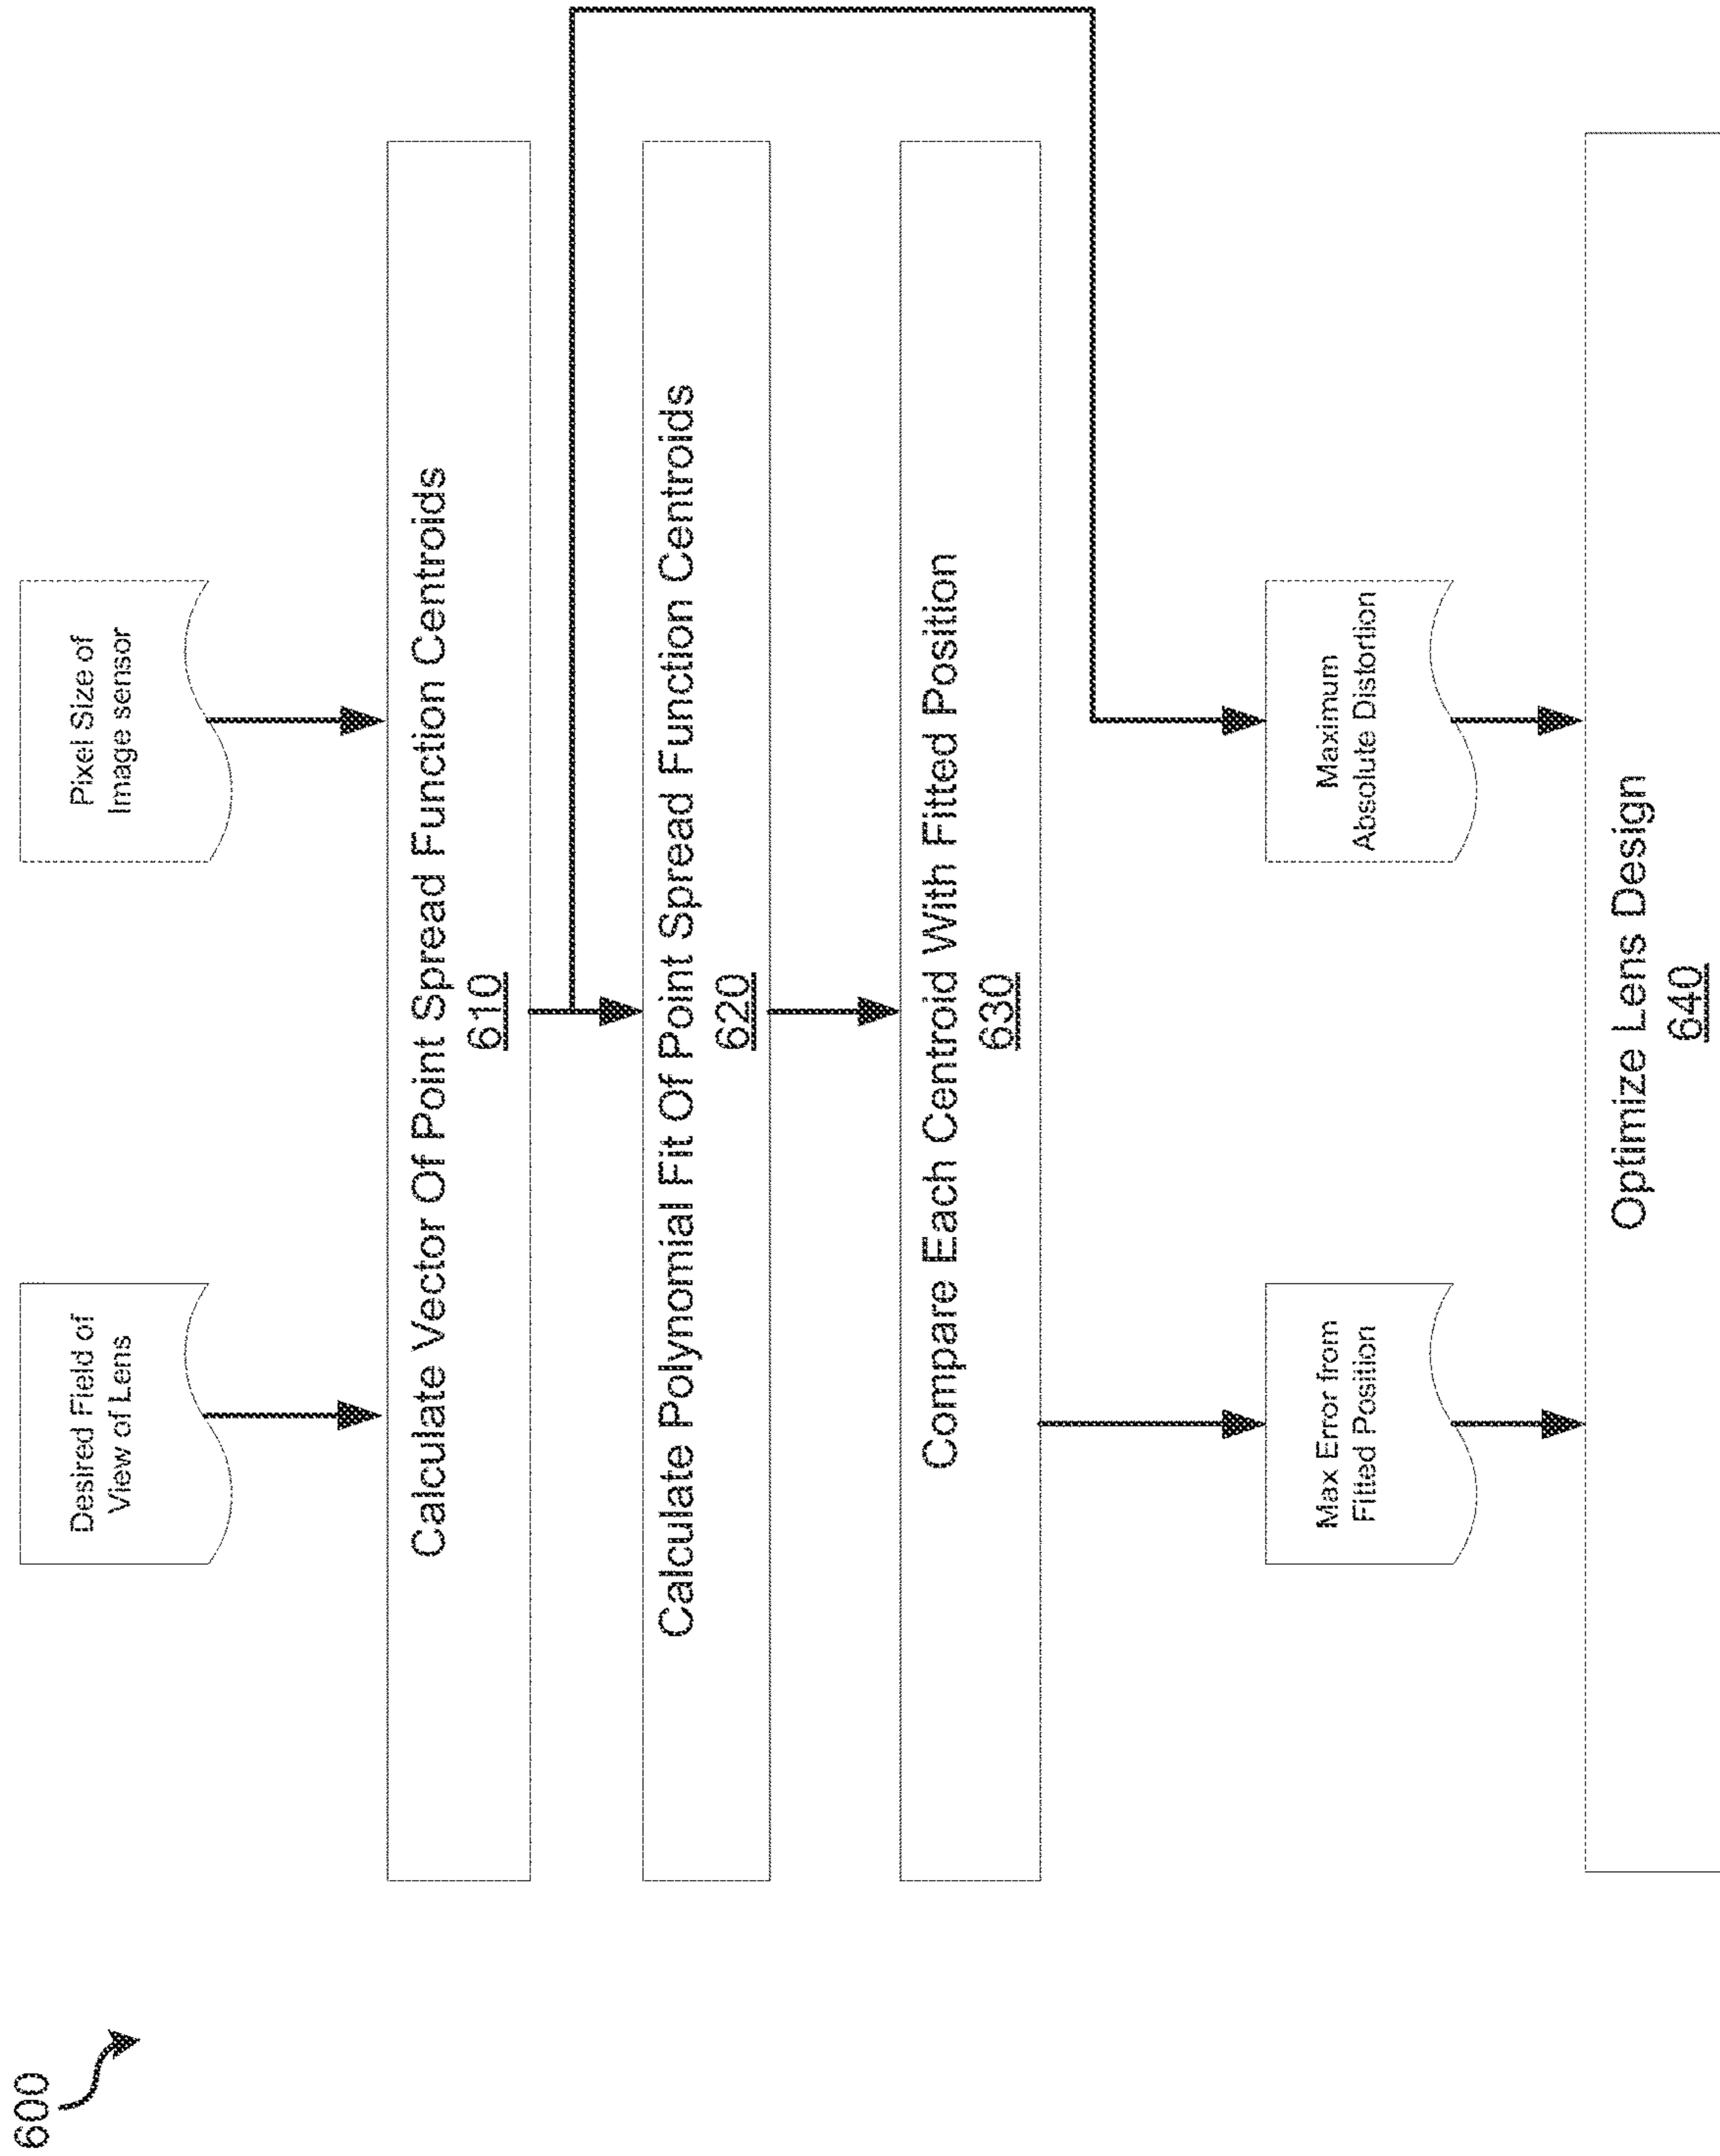 600
Desired Field of
View of Lens
Pixel Size of
Image sensor
Calculate Vector Of Point Spread Function Centroids
610
Calculate Polynomial Fit Of Point Spread Function Centroids
620
Compare Each Centroid With Fitted Position
630
Max Error from
Fitted Position
Maximum
Absolute Distortion
Optimize Lens Design
640